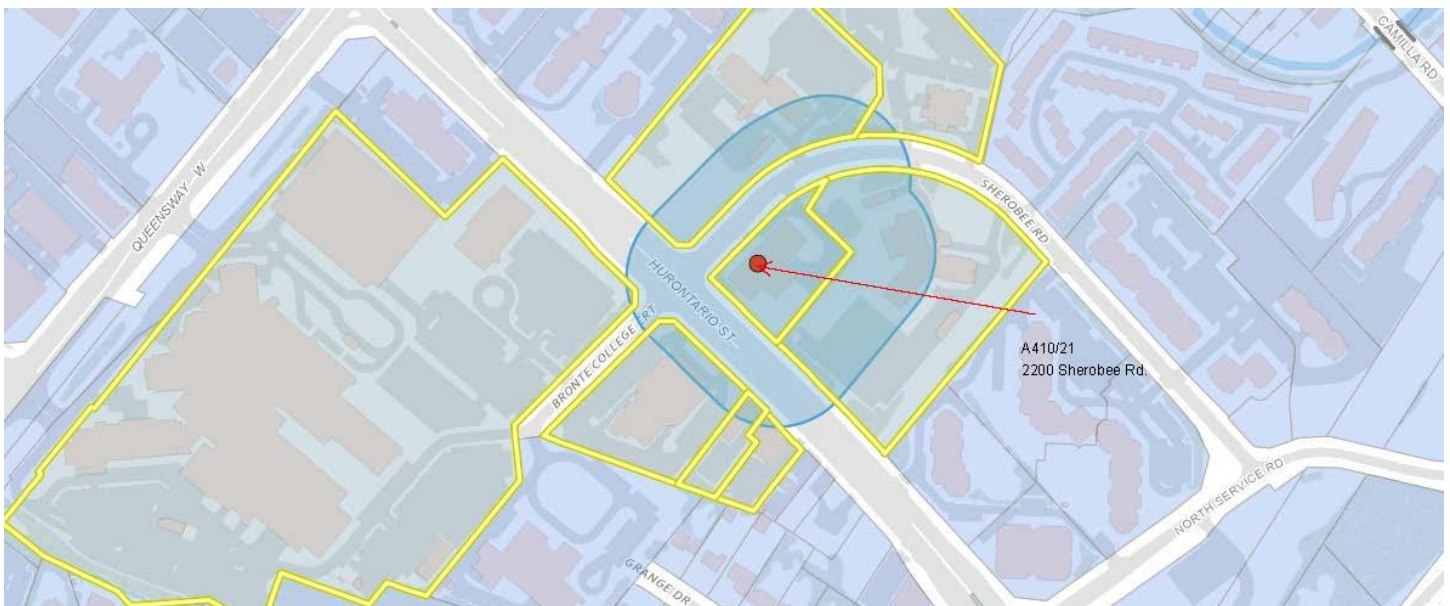 CAMILLA RD
QUEENSWAY W
SHEROBEE RD
HURONTARIO ST
BRONTE COLLEGE CRT
A410/21
2200 Sherobee Rd.
NORTH SERVICE RD
GRANGE DR